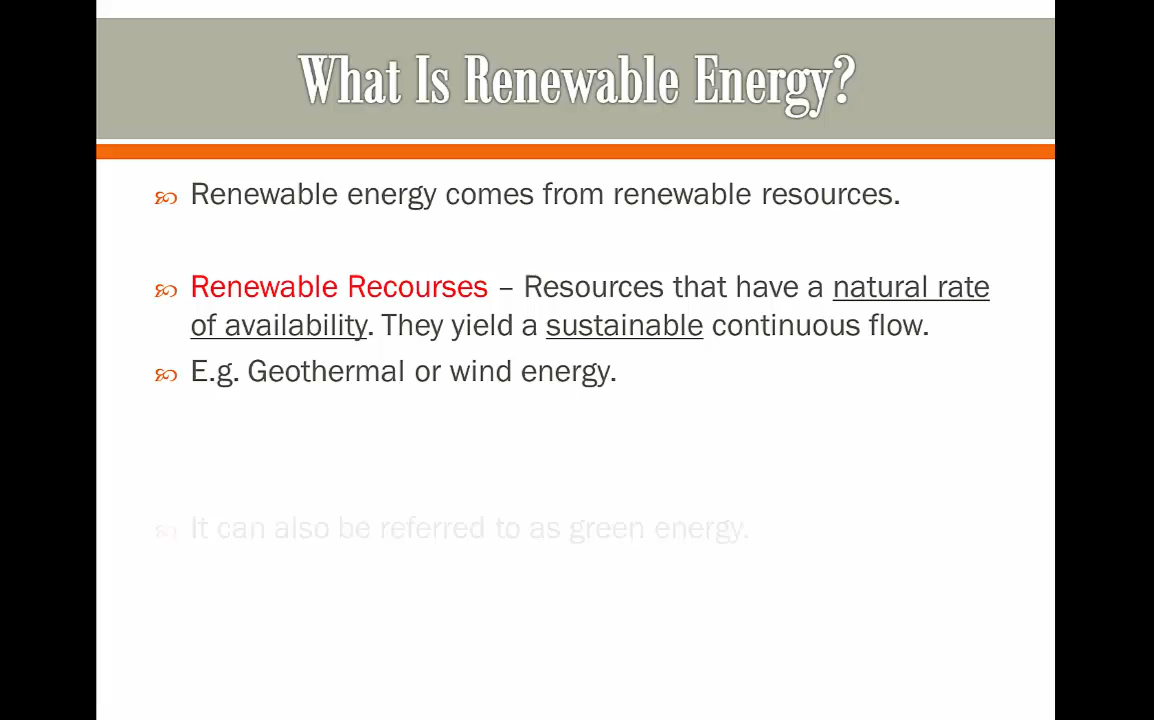 What Is Renewable Energy?
Renewable energy comes from renewable resources.
Renewable Recourses – Resources that have a natural rate
of availability. They yield a sustainable continuous flow.
E.g. Geothermal or wind energy.
It can also be referred to as green energy.